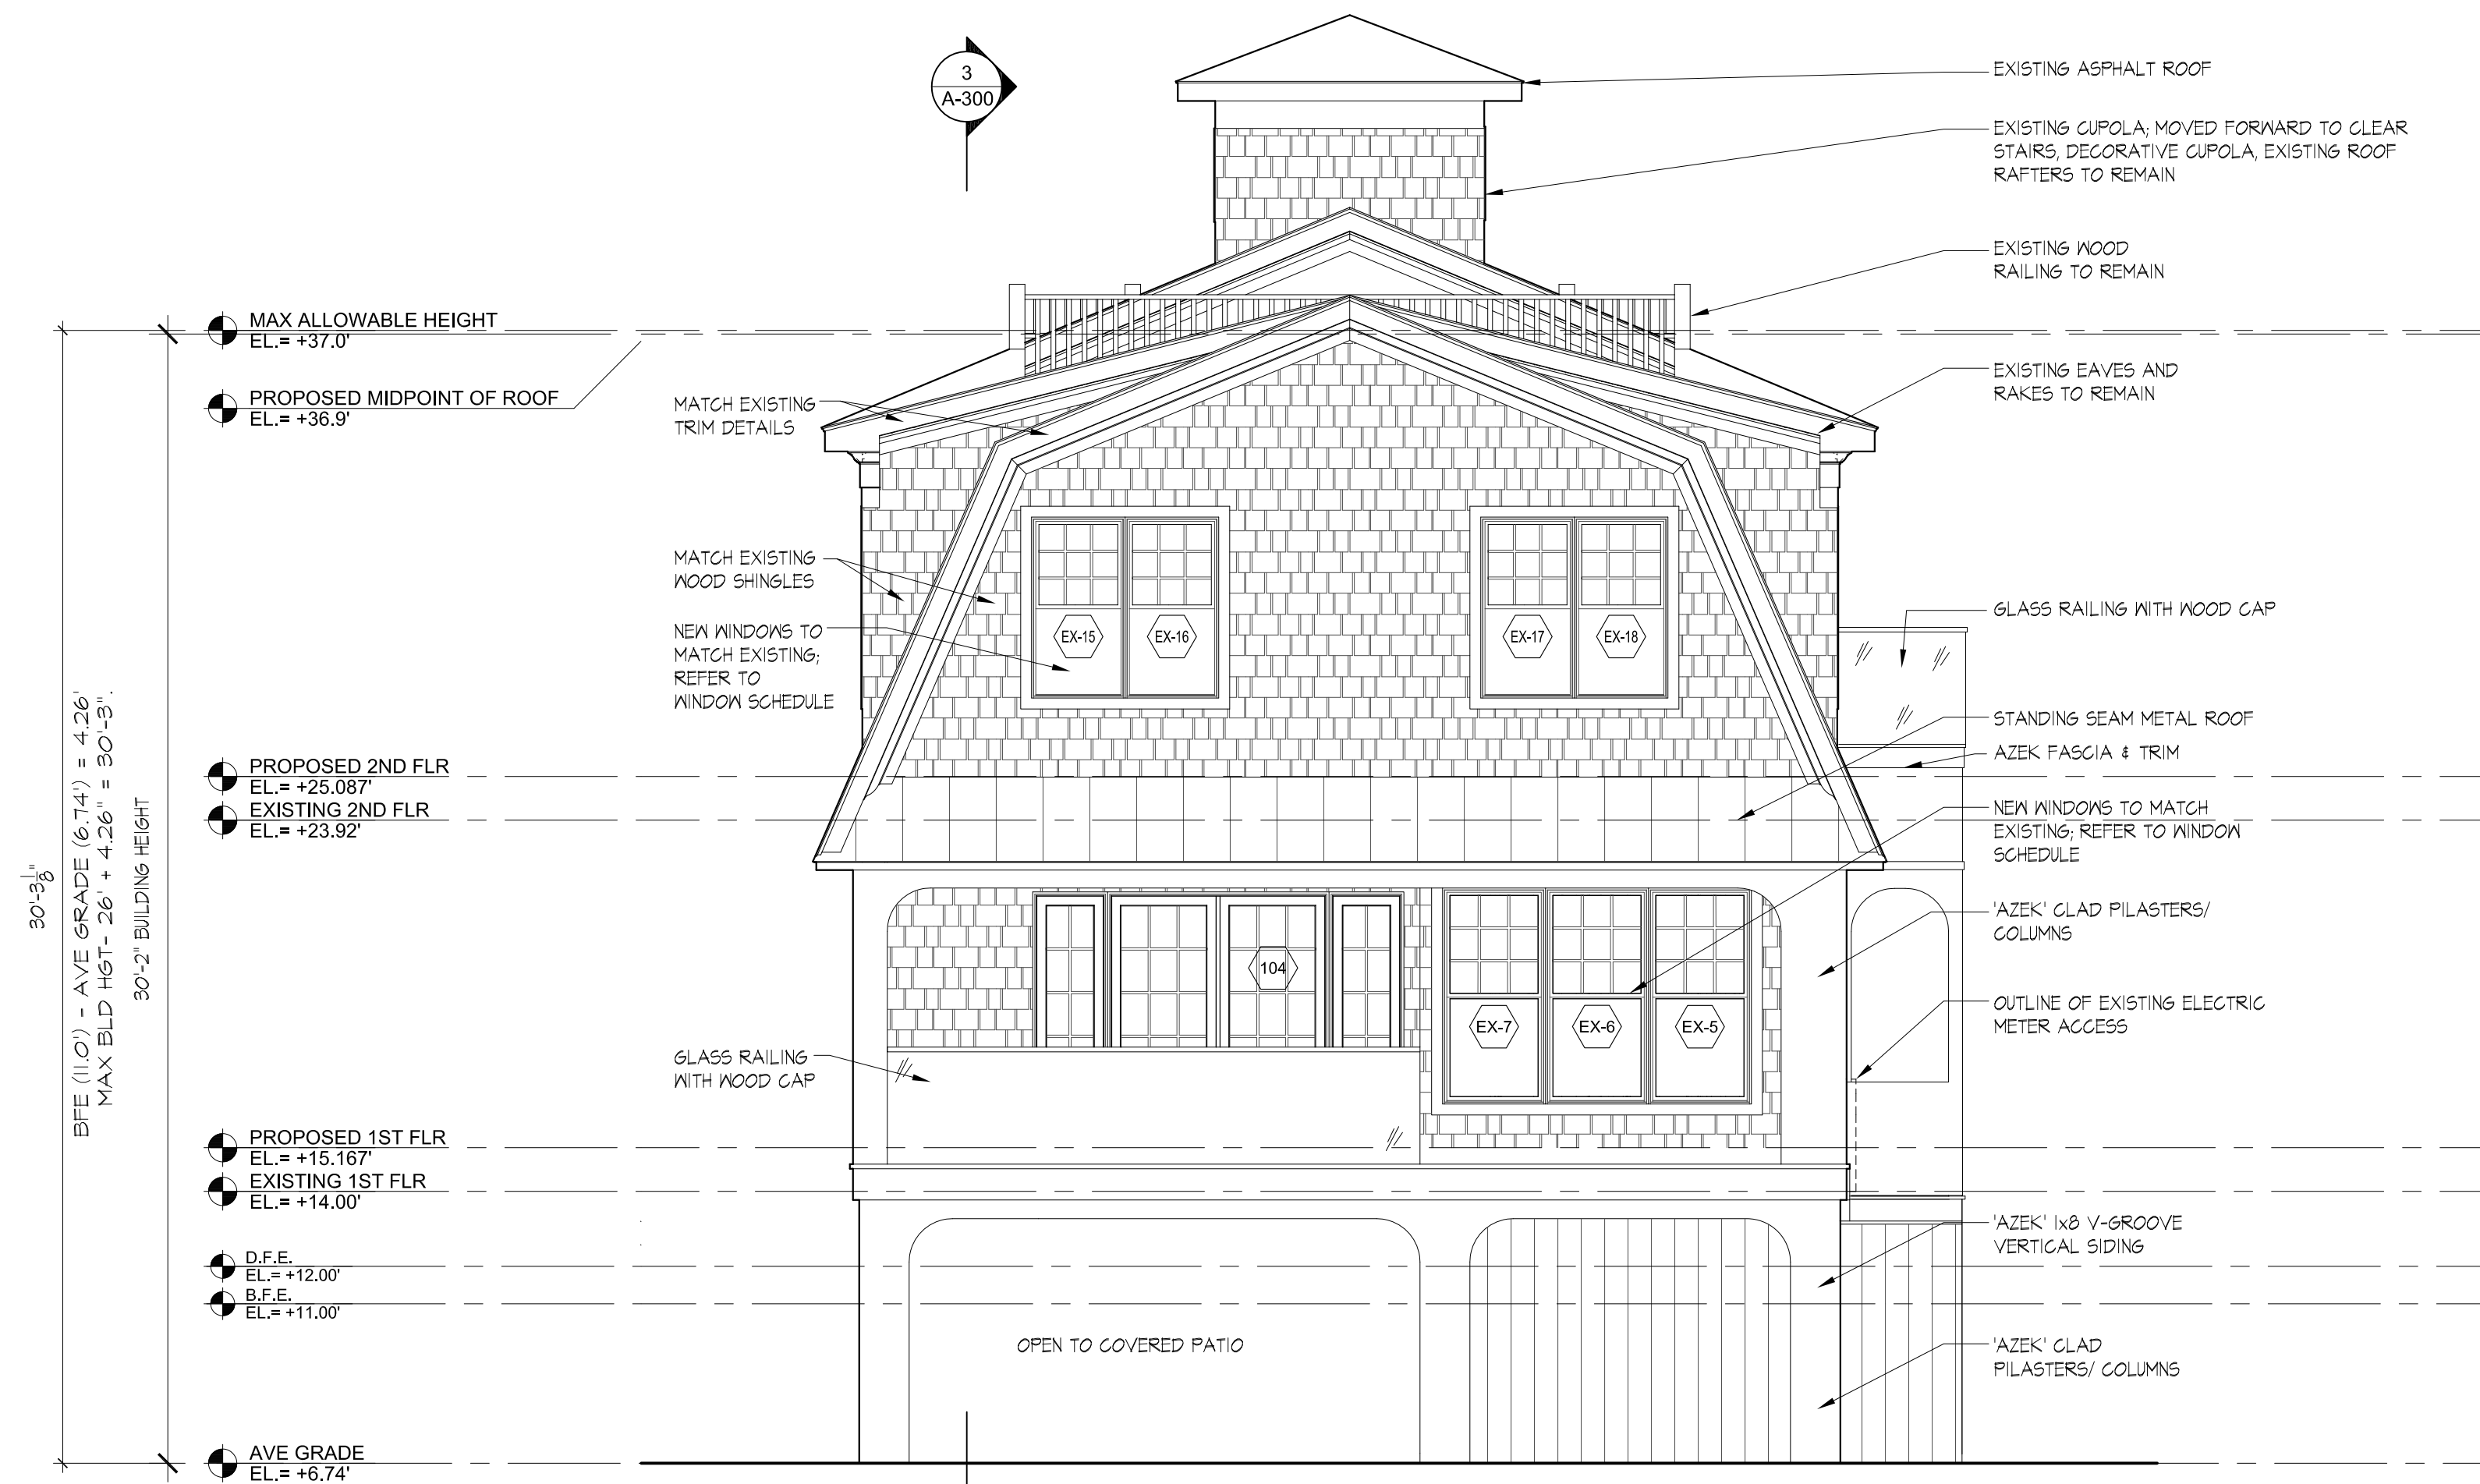 3
A-300
EXISTING ASPHALT ROOF
EXISTING CUPOLA; MOVED FORWARD TO CLEAR
STAIRS, DECORATIVE CUPOLA, EXISTING ROOF
RAFTERS TO REMAIN
EXISTING WOOD
RAILING TO REMAIN
MAX ALLOWABLE HEIGHT
EL.= +37.0'
PROPOSED MIDPOINT OF ROOF
EL.= +36.9'
MATCH EXISTING
TRIM DETAILS
EXISTING EAVES AND
RAKES TO REMAIN
MATCH EXISTING
WOOD SHINGLES
NEW WINDOWS TO
MATCH EXISTING;
REFER TO
WINDOW SCHEDULE
EX-15
EX-16
EX-17
EX-18
GLASS RAILING WITH WOOD CAP
STANDING SEAM METAL ROOF
AZEK FASCIA & TRIM
PROPOSED 2ND FLR
EL.= +25.087'
EXISTING 2ND FLR
EL.= +23.92'
NEW WINDOWS TO MATCH
EXISTING; REFER TO WINDOW
SCHEDULE
30'-3 1/8"
BFE (11.0') - AVE GRADE (6.74') = 4.26'
MAX BLD HGT- 26' + 4.26" = 30'-3".
30'-2" BUILDING HEIGHT
'AZEK' CLAD PILASTERS/
COLUMNS
104
EX-7
EX-6
EX-5
OUTLINE OF EXISTING ELECTRIC
METER ACCESS
GLASS RAILING
WITH WOOD CAP
PROPOSED 1ST FLR
EL.= +15.167'
EXISTING 1ST FLR
EL.= +14.00'
'AZEK' 1x8 V-GROOVE
VERTICAL SIDING
D.F.E.
EL.= +12.00'
B.F.E.
EL.= +11.00'
OPEN TO COVERED PATIO
'AZEK' CLAD
PILASTERS/ COLUMNS
AVE GRADE
EL.= +6.74'